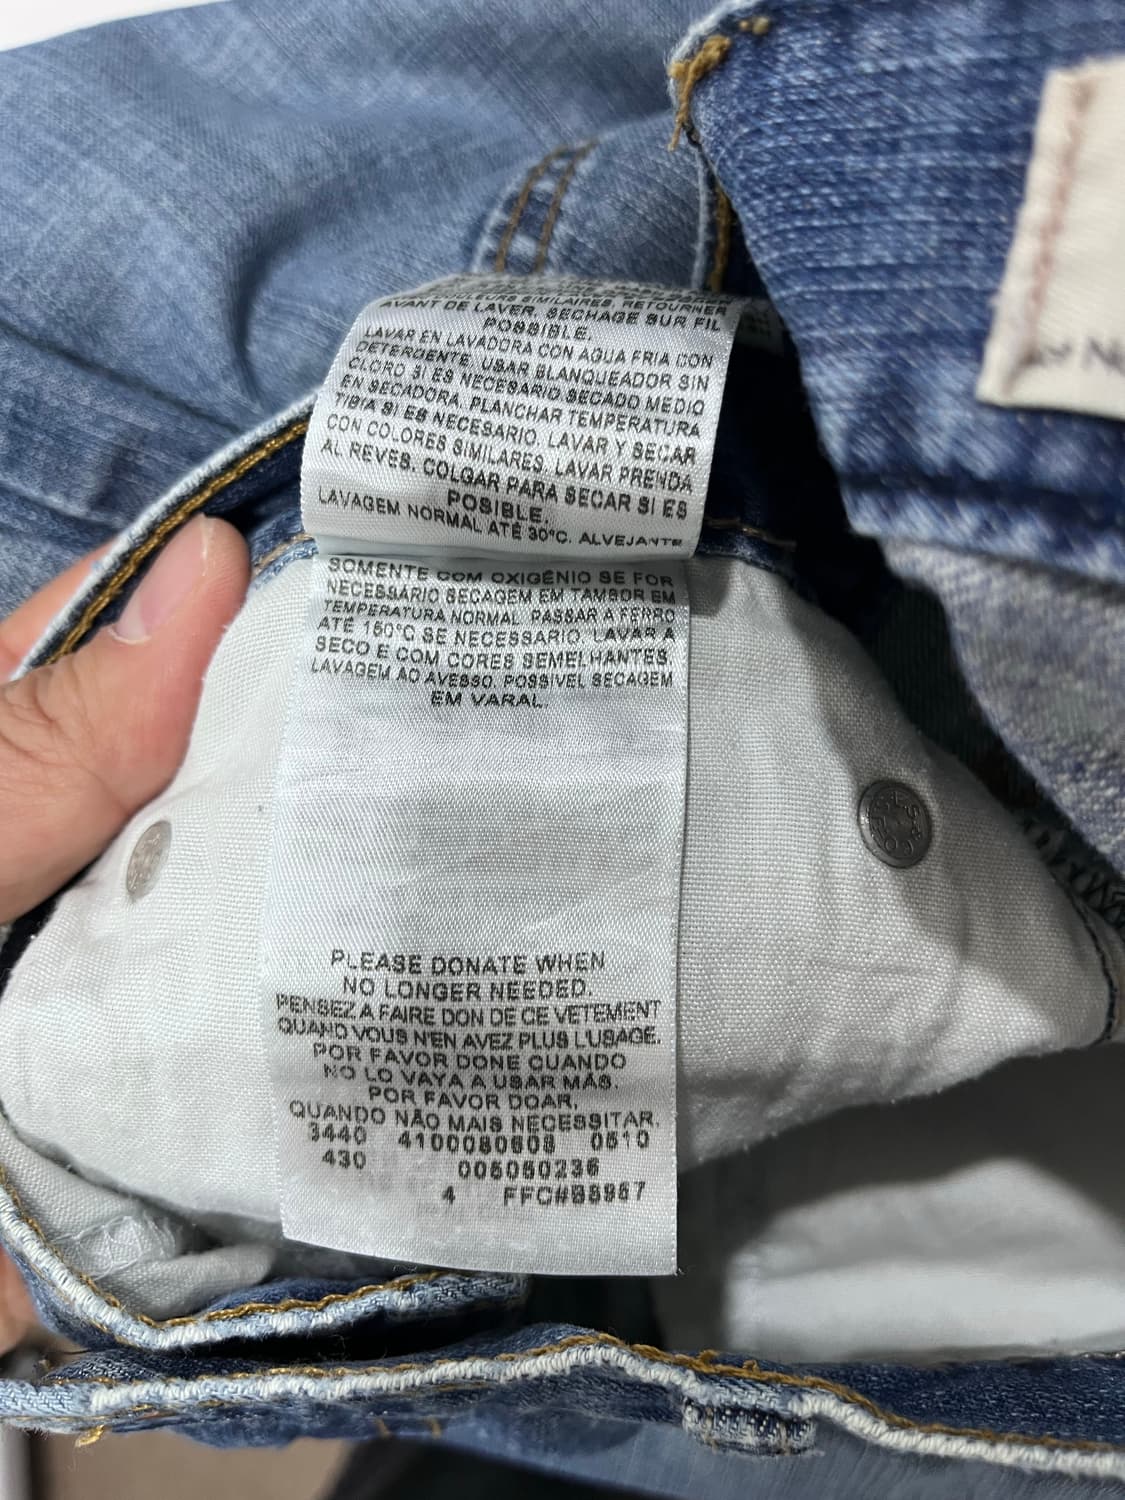 COULEURS SIMILAIRES. RETOURNER
AVANT DE LAVER. SECHAGE SUR FIL
POSSIBLE.
LAVAR EN LAVADORA CON AGUA FRIA CON
DETERGENTE. USAR BLANQUEADOR SIN
CLORO SI ES NECESARIO SECADO MEDIO
EN SECADORA. PLANCHAR TEMPERATURA
TIBIA SI ES NECESARIO. LAVAR Y SECAR
CON COLORES SIMILARES. LAVAR PRENDA
AL REVES. COLGAR PARA SECAR SI ES
POSIBLE.
LAVAGEM NORMAL ATÉ 30°C. ALVEJANTE
SOMENTE COM OXIGÊNIO SE FOR
NECESSÁRIO SECAGEM EM TAMBOR EM
TEMPERATURA NORMAL PASSAR A FERRO
ATÉ 150°C SE NECESSARIO. LAVAR A
SECO E COM CORES SEMELHANTES.
LAVAGEM AO AVESSO. POSSIVEL SECAGEM
EM VARAL.
PLEASE DONATE WHEN
NO LONGER NEEDED.
PENSEZ A FAIRE DON DE CE VETEMENT
QUAND VOUS N'EN AVEZ PLUS L'USAGE.
POR FAVOR DONE CUANDO
NO LO VAYA A USAR MÁS.
POR FAVOR DOAR,
QUANDO NÃO MAIS NECESSITAR.
3440 4100080608 0510
430 005050236
4 FFC#B8967